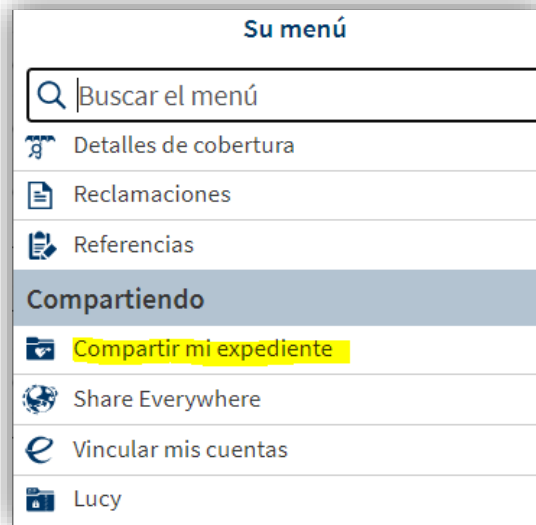 Su menú
Buscar el menú
Detalles de cobertura
Reclamaciones
Referencias
Compartiendo
Compartir mi expediente
Share Everywhere
Vincular mis cuentas
Lucy